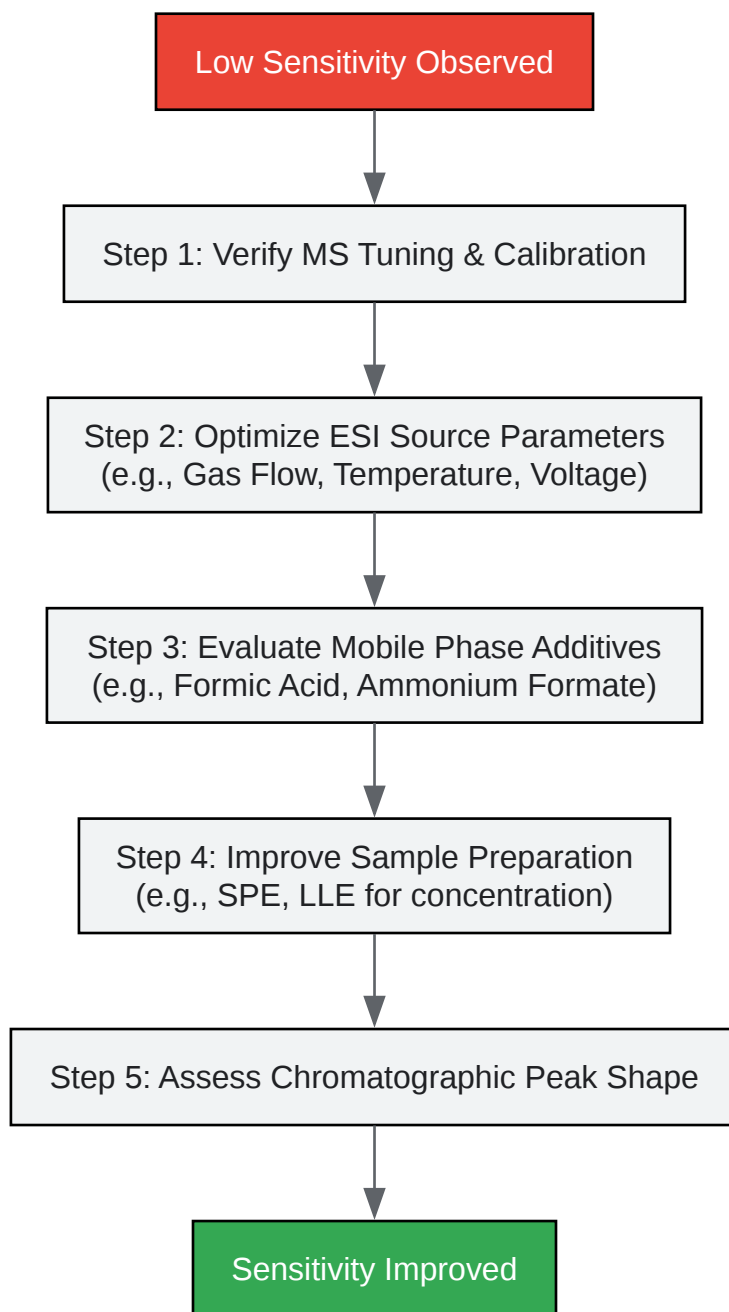 Low Sensitivity Observed
Step 1: Verify MS Tuning & Calibration
Step 2: Optimize ESI Source Parameters
(e.g., Gas Flow, Temperature, Voltage)
Step 3: Evaluate Mobile Phase Additives
(e.g., Formic Acid, Ammonium Formate)
Step 4: Improve Sample Preparation
(e.g., SPE, LLE for concentration)
Step 5: Assess Chromatographic Peak Shape
Sensitivity Improved